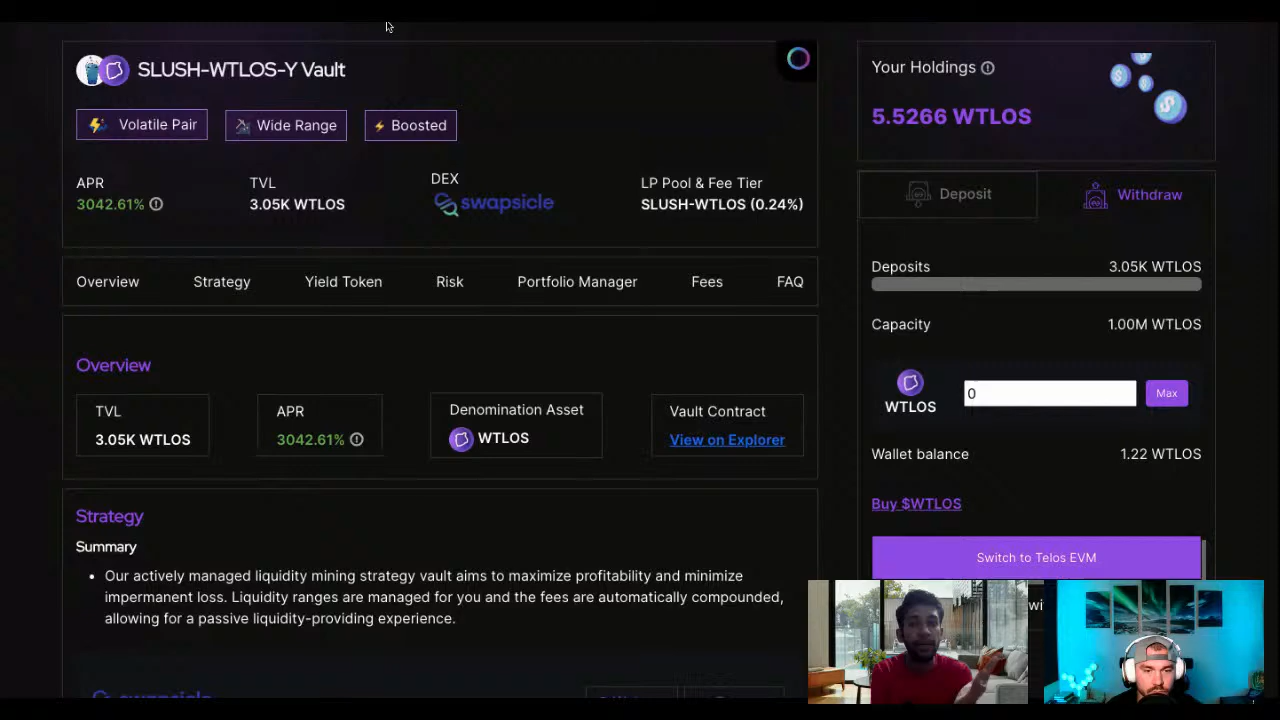 SLUSH-WTLOS-Y Vault
Volatile Pair
Wide Range
Boosted
APR
3042.61%
TVL
3.05K WTLOS
DEX
swapsicle
LP Pool & Fee Tier
SLUSH-WTLOS (0.24%)
Overview
Strategy
Yield Token
Risk
Portfolio Manager
Fees
FAQ
Overview
TVL
3.05K WTLOS
APR
3042.61%
Denomination Asset
WTLOS
Vault Contract
View on Explorer
Strategy
Summary
Our actively managed liquidity mining strategy vault aims to maximize profitability and minimize
impermanent loss. Liquidity ranges are managed for you and the fees are automatically compounded,
allowing for a passive liquidity-providing experience.
Your Holdings
5.5266 WTLOS
Deposit
Withdraw
Deposits
3.05K WTLOS
Capacity
1.00M WTLOS
WTLOS
0
Max
Wallet balance
1.22 WTLOS
Buy $WTLOS
Switch to Telos EVM